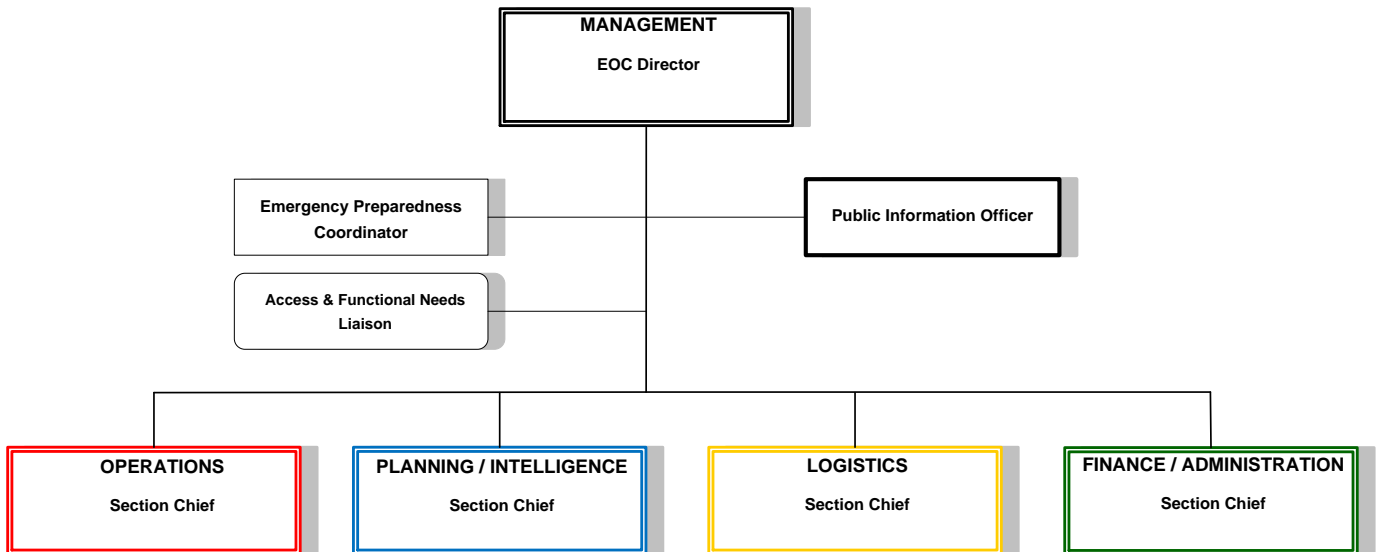 MANAGEMENT
EOC Director
Emergency Preparedness
Coordinator
Public Information Officer
Access & Functional Needs
Liaison
OPERATIONS
Section Chief
PLANNING / INTELLIGENCE
Section Chief
LOGISTICS
Section Chief
FINANCE / ADMINISTRATION
Section Chief